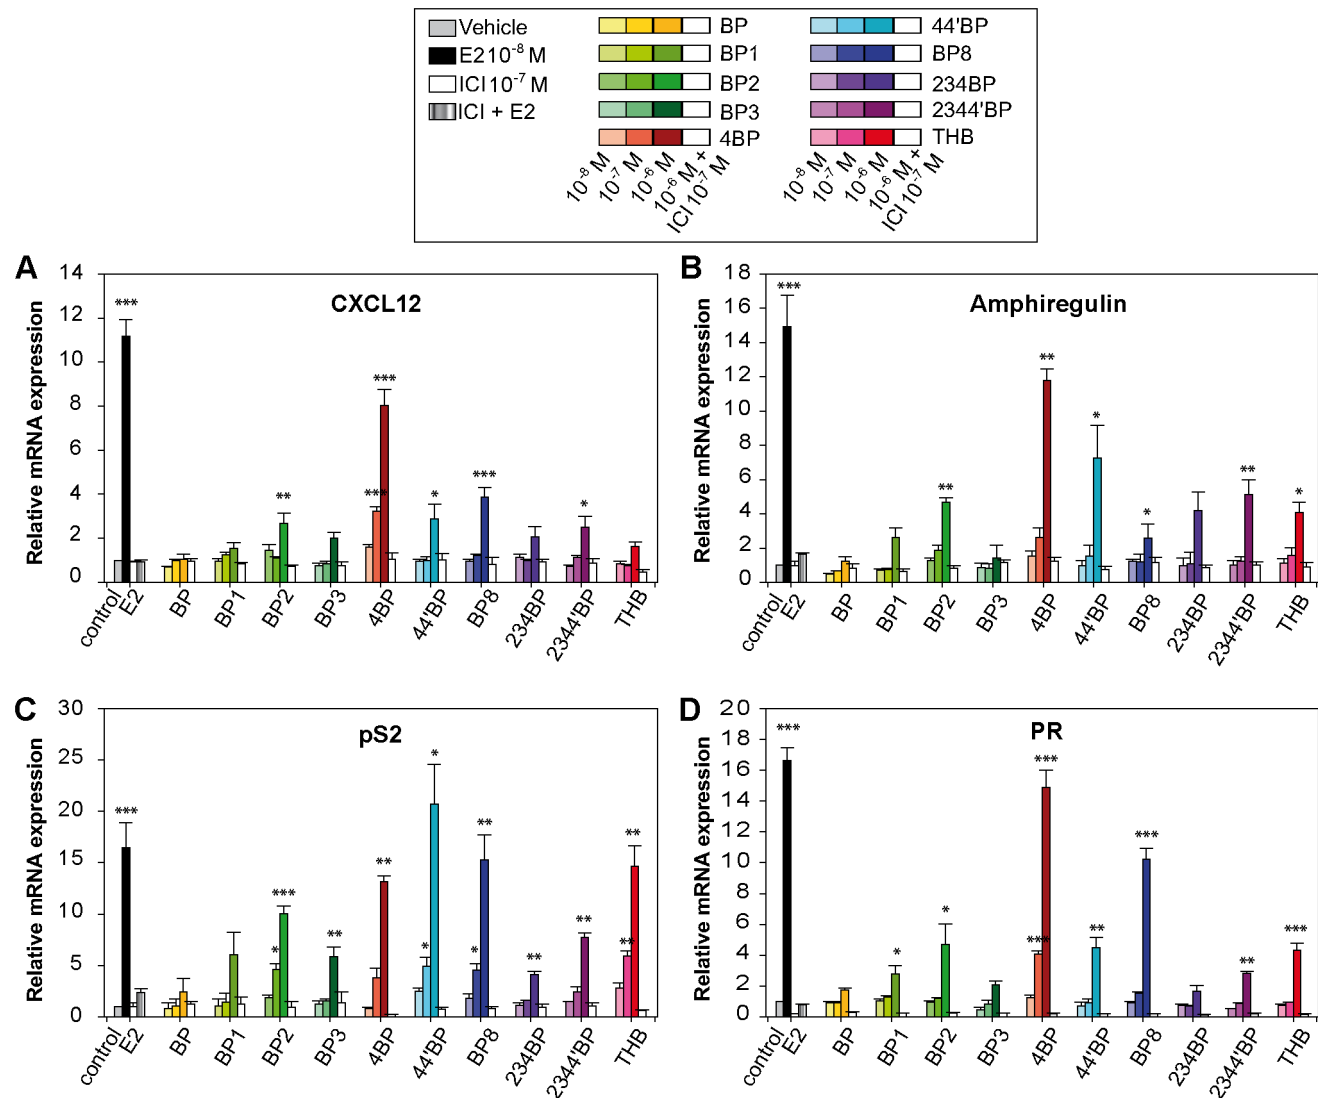 Vehicle
E2 10-8 M
ICI 10-7 M
ICI + E2
BP
BP1
BP2
BP3
4BP
10-8 M
10-7 M
10-6 M
10-6 M +
ICI 10-7 M
44'BP
BP8
234BP
2344'BP
THB
10-8 M
10-7 M
10-6 M
10-6 M +
ICI 10-7 M
A
CXCL12
Relative mRNA expression
14
12
10
8
6
4
2
0
***
**
***
***
*
***
*
control
E2
BP
BP1
BP2
BP3
4BP
44'BP
BP8
234BP
2344'BP
THB
B
Amphiregulin
Relative mRNA expression
18
16
14
12
10
8
6
4
2
0
***
**
**
*
*
**
*
control
E2
BP
BP1
BP2
BP3
4BP
44'BP
BP8
234BP
2344'BP
THB
C
pS2
Relative mRNA expression
30
25
20
15
10
5
0
***
*
***
**
**
*
*
*
**
**
**
**
**
control
E2
BP
BP1
BP2
BP3
4BP
44'BP
BP8
234BP
2344'BP
THB
D
PR
Relative mRNA expression
20
18
16
14
12
10
8
6
4
2
0
***
*
*
***
***
**
***
**
***
control
E2
BP
BP1
BP2
BP3
4BP
44'BP
BP8
234BP
2344'BP
THB